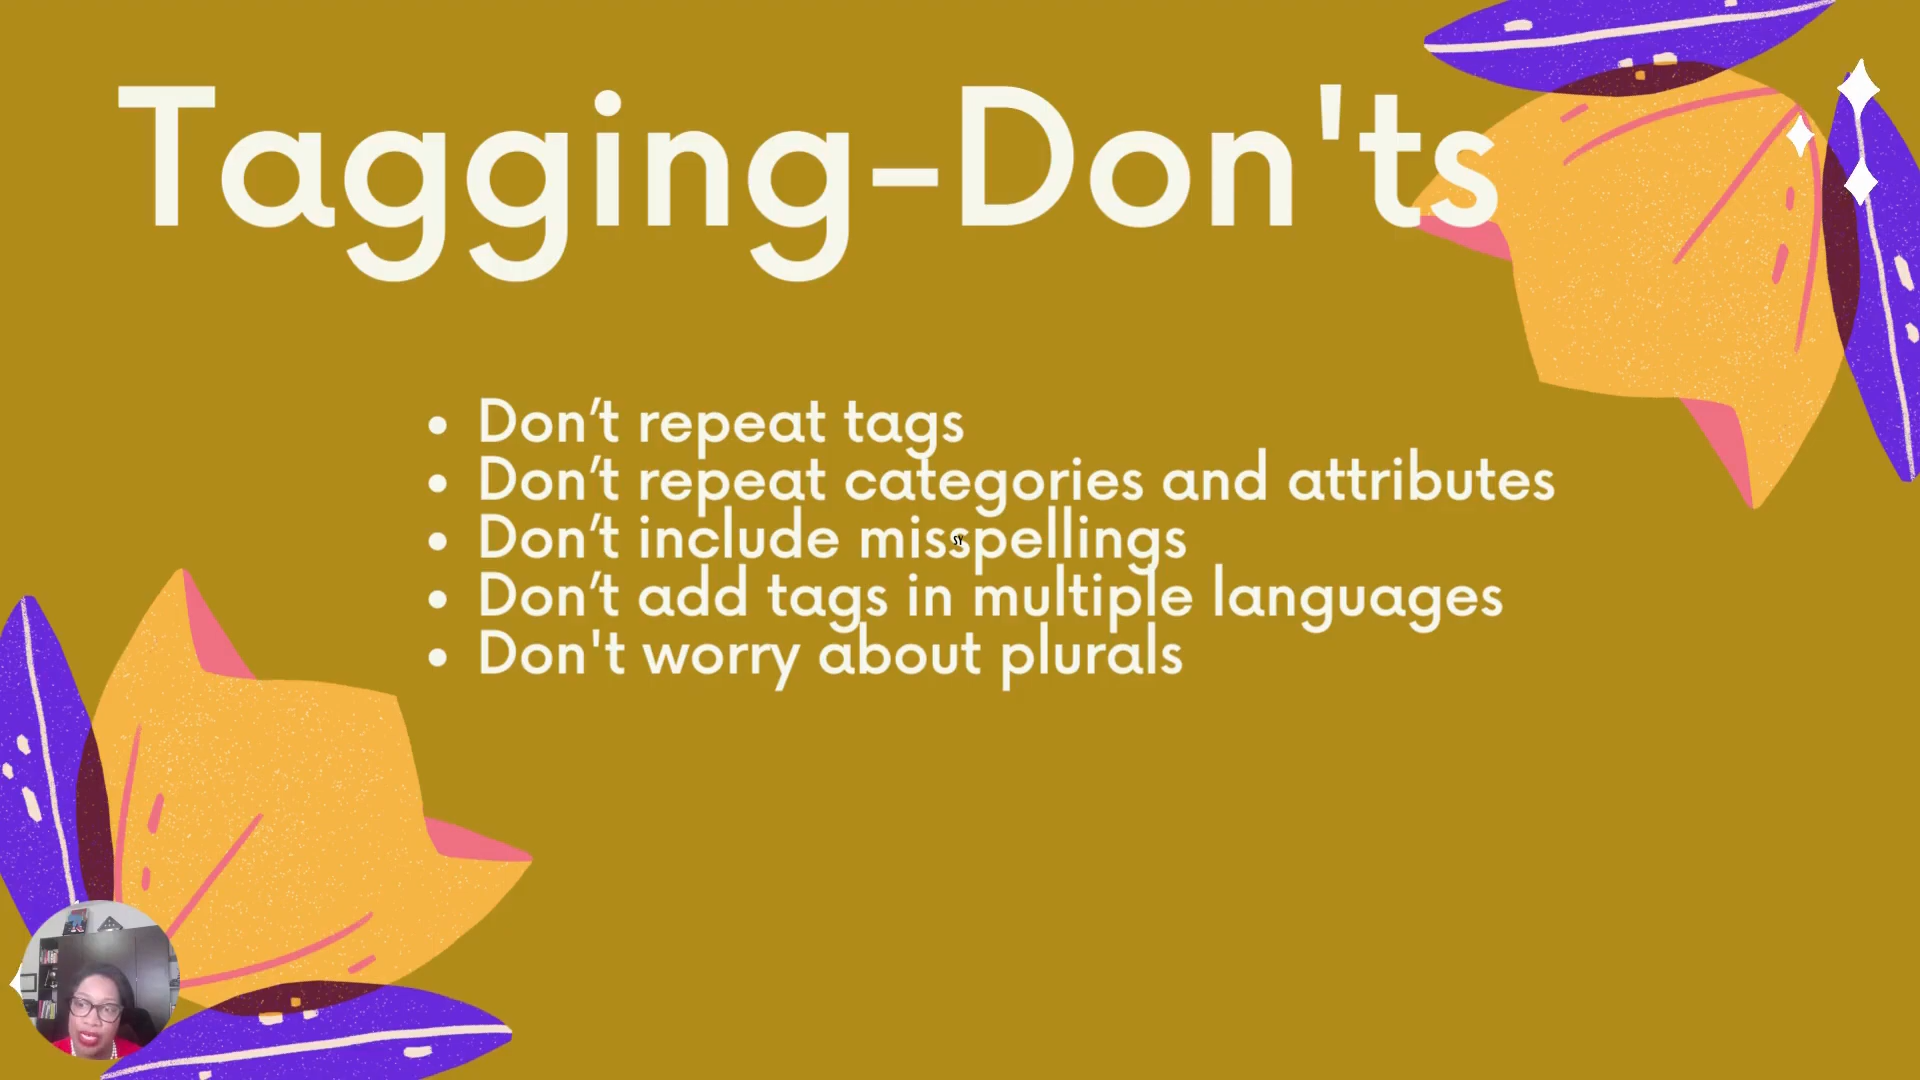 Tagging-Don'ts
• Don’t repeat tags
• Don’t repeat categories and attributes
• Don’t include misspellings
• Don’t add tags in multiple languages
• Don't worry about plurals